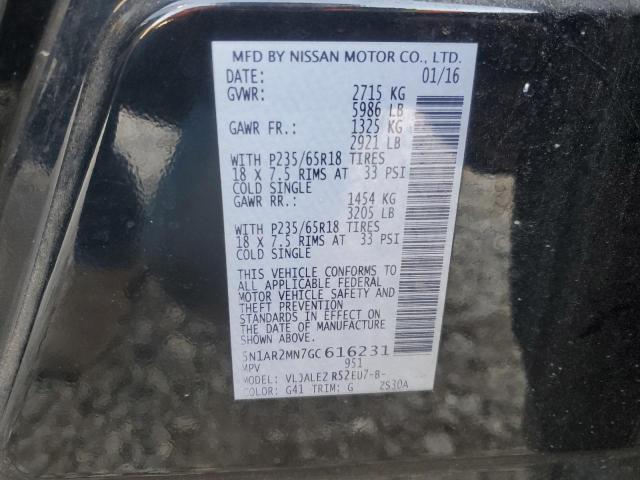 MFD BY NISSAN MOTOR CO., LTD.
DATE: 01/16
GVWR: 2715 KG
5986 LB
GAWR FR.: 1325 KG
2921 LB
WITH P235/65R18 TIRES
18 X 7.5 RIMS AT 33 PSI
COLD SINGLE
GAWR RR.: 1454 KG
3205 LB
WITH P235/65R18 TIRES
18 X 7.5 RIMS AT 33 PSI
COLD SINGLE
THIS VEHICLE CONFORMS TO
ALL APPLICABLE FEDERAL
MOTOR VEHICLE SAFETY AND
THEFT PREVENTION
STANDARDS IN EFFECT ON
THE DATE OF MANUFACTURE
SHOWN ABOVE.
5N1AR2MN7GC616231
MPV 951
MODEL: VLJALEZ R52EU7-B-
COLOR: G41 TRIM: G ZS30A